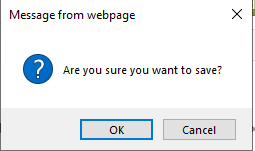 Message from webpage
Are you sure you want to save?
OK
Cancel